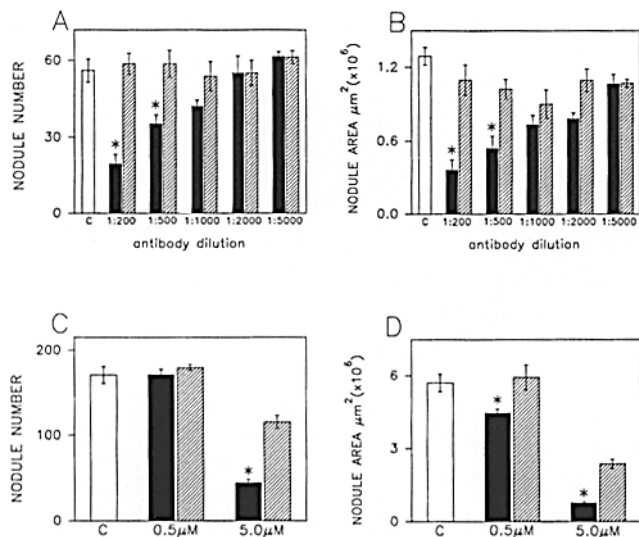 A
NODULE NUMBER
60
30
0
*
*
C 1:200 1:500 1:1000 1:2000 1:5000
antibody dilution
B
NODULE AREA μm²(x10⁶)
1.2
0.6
0.0
*
*
C 1:200 1:500 1:1000 1:2000 1:5000
antibody dilution
C
NODULE NUMBER
200
100
0
*
C 0.5μM 5.0μM
D
NODULE AREA μm²(x10⁶)
6
3
0
*
*
C 0.5μM 5.0μM